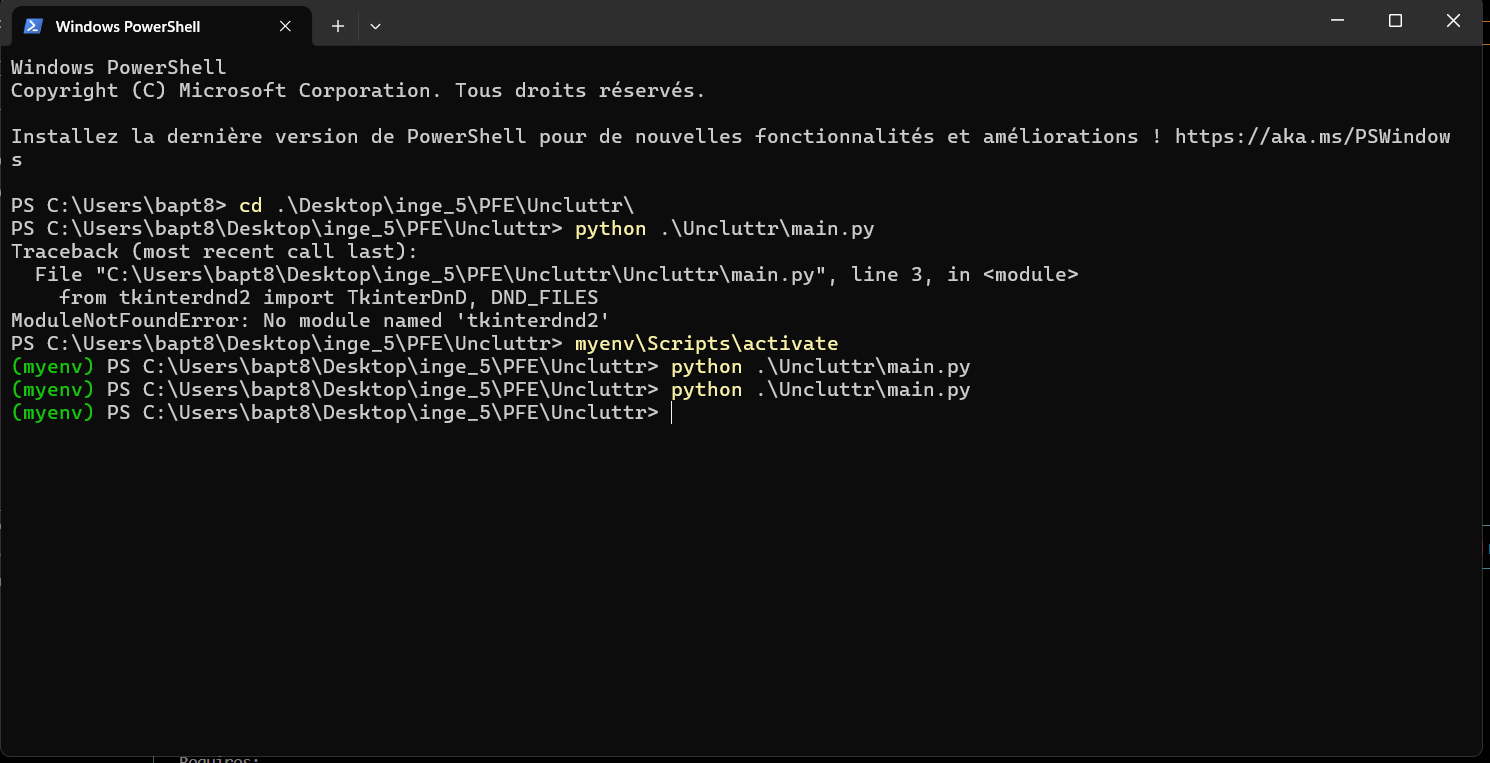 Windows PowerShell
Windows PowerShell
Copyright (C) Microsoft Corporation. Tous droits réservés.
Installez la dernière version de PowerShell pour de nouvelles fonctionnalités et améliorations ! https://aka.ms/PSWindow
s
PS C:\Users\bapt8> cd .\Desktop\inge_5\PFE\Uncluttr\
PS C:\Users\bapt8\Desktop\inge_5\PFE\Uncluttr> python .\Uncluttr\main.py
Traceback (most recent call last):
  File "C:\Users\bapt8\Desktop\inge_5\PFE\Uncluttr\Uncluttr\main.py", line 3, in <module>
    from tkinterdnd2 import TkinterDnD, DND_FILES
ModuleNotFoundError: No module named 'tkinterdnd2'
PS C:\Users\bapt8\Desktop\inge_5\PFE\Uncluttr> myenv\Scripts\activate
(myenv) PS C:\Users\bapt8\Desktop\inge_5\PFE\Uncluttr> python .\Uncluttr\main.py
(myenv) PS C:\Users\bapt8\Desktop\inge_5\PFE\Uncluttr> python .\Uncluttr\main.py
(myenv) PS C:\Users\bapt8\Desktop\inge_5\PFE\Uncluttr>
Requires: